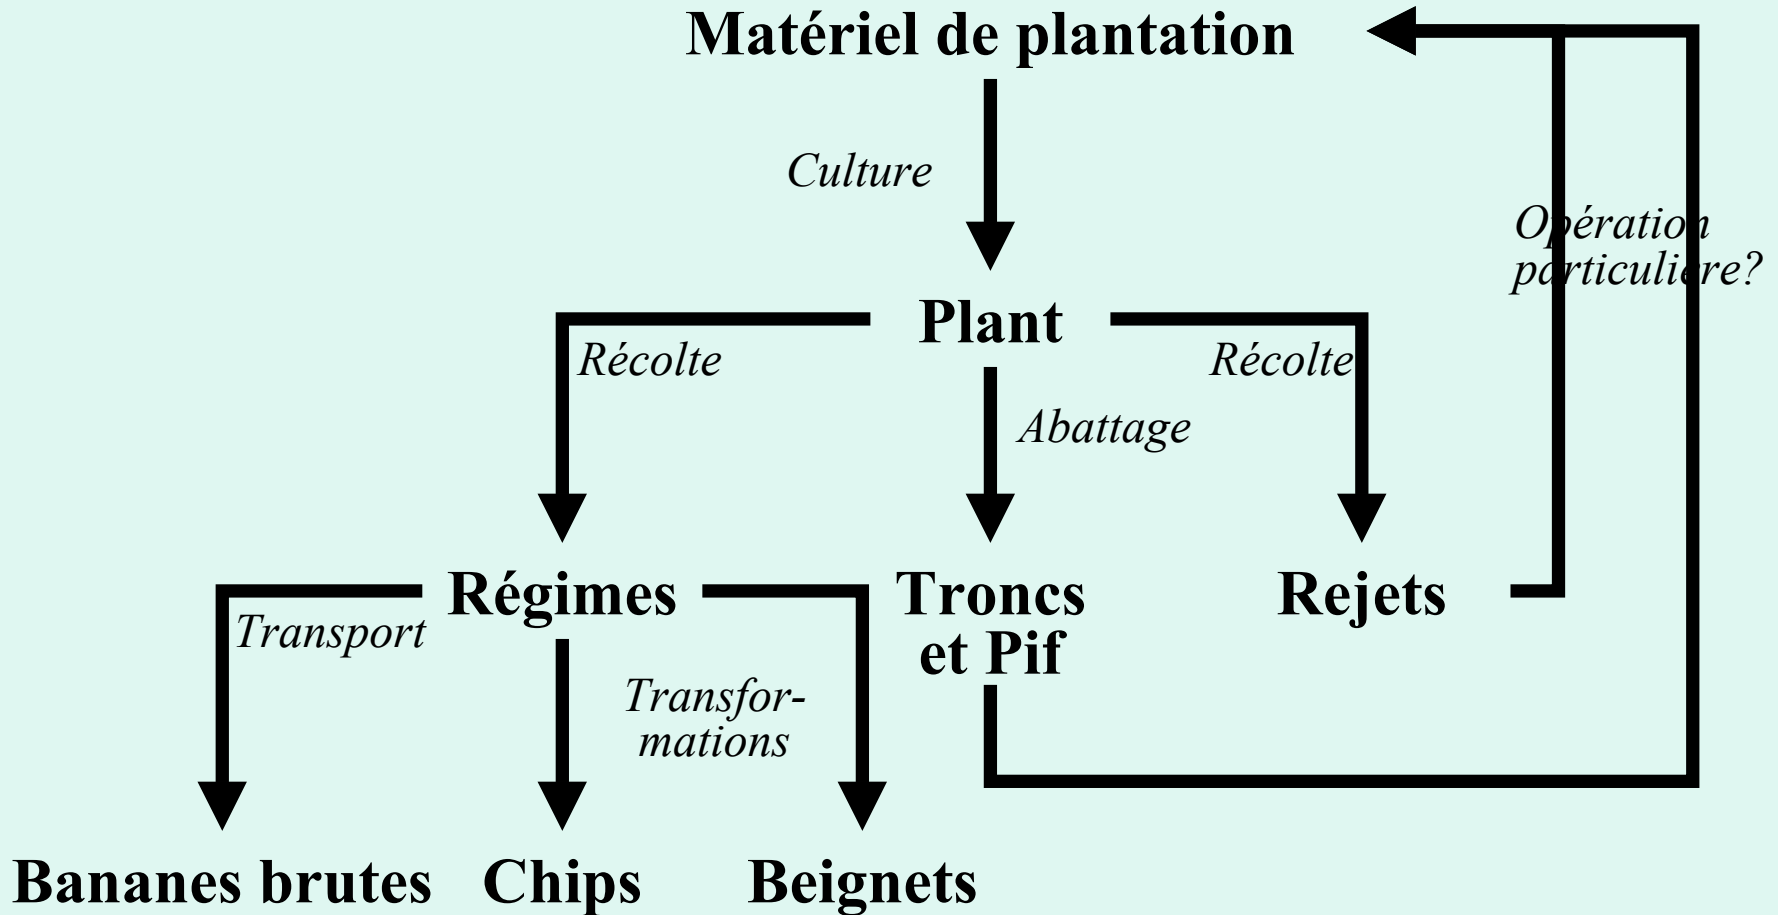 Matériel de plantation
Culture
Opération
particulière?
Plant
Récolte
Récolte
Abattage
Régimes
Troncs
et Pif
Rejets
Transport
Transfor-
mations
Bananes brutes
Chips
Beignets